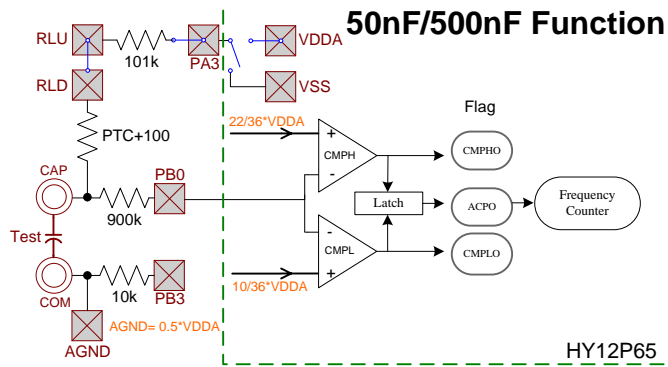 50nF/500nF Function
RLU
101k
PA3
VDDA
RLD
VSS
PTC+100
Flag
22/36*VDDA
+
CMPH
-
CMPHO
CAP
PB0
900k
Latch
ACPO
Frequency
Counter
Test
-
CMPL
+
CMPLO
10/36*VDDA
COM
10k
PB3
AGND= 0.5*VDDA
AGND
HY12P65